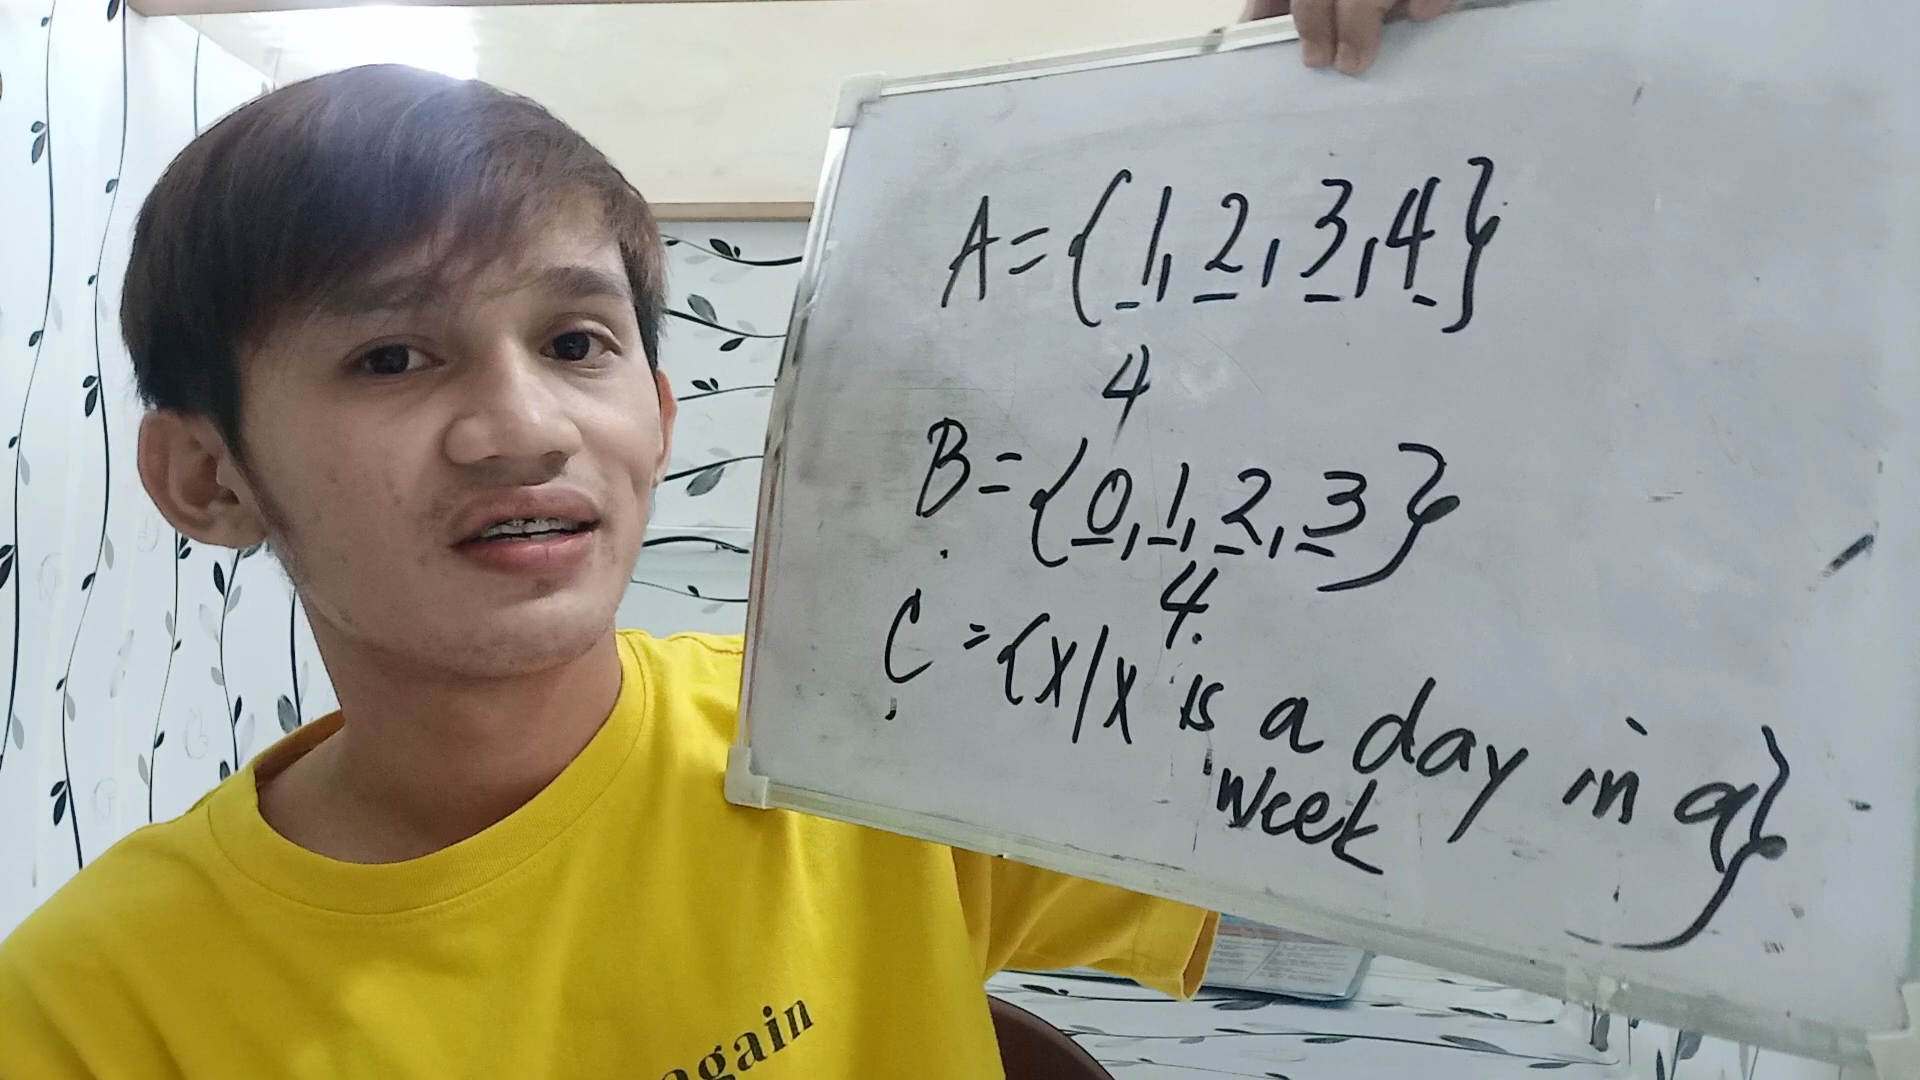 A = { 1, 2, 3, 4 }
4
B = { 0, 1, 2, 3 }
4.
C = { x / x is a day in a }
week
again